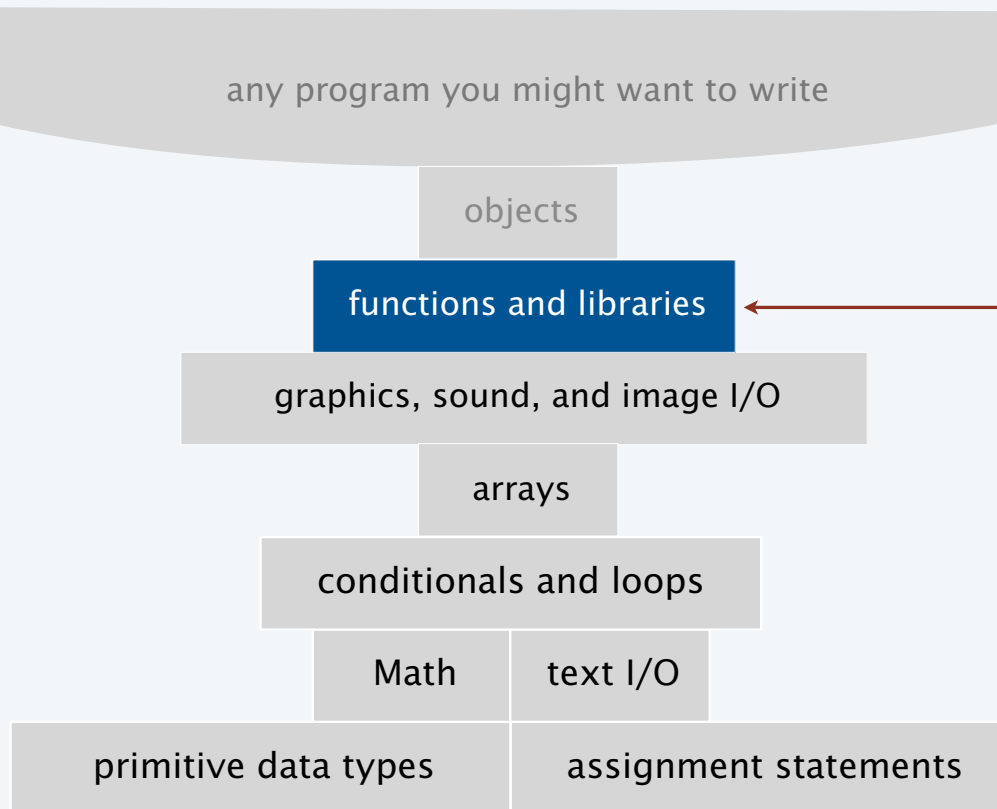 any program you might want to write
objects
functions and libraries
graphics, sound, and image I/O
arrays
conditionals and loops
Math text I/O
primitive data types assignment statements